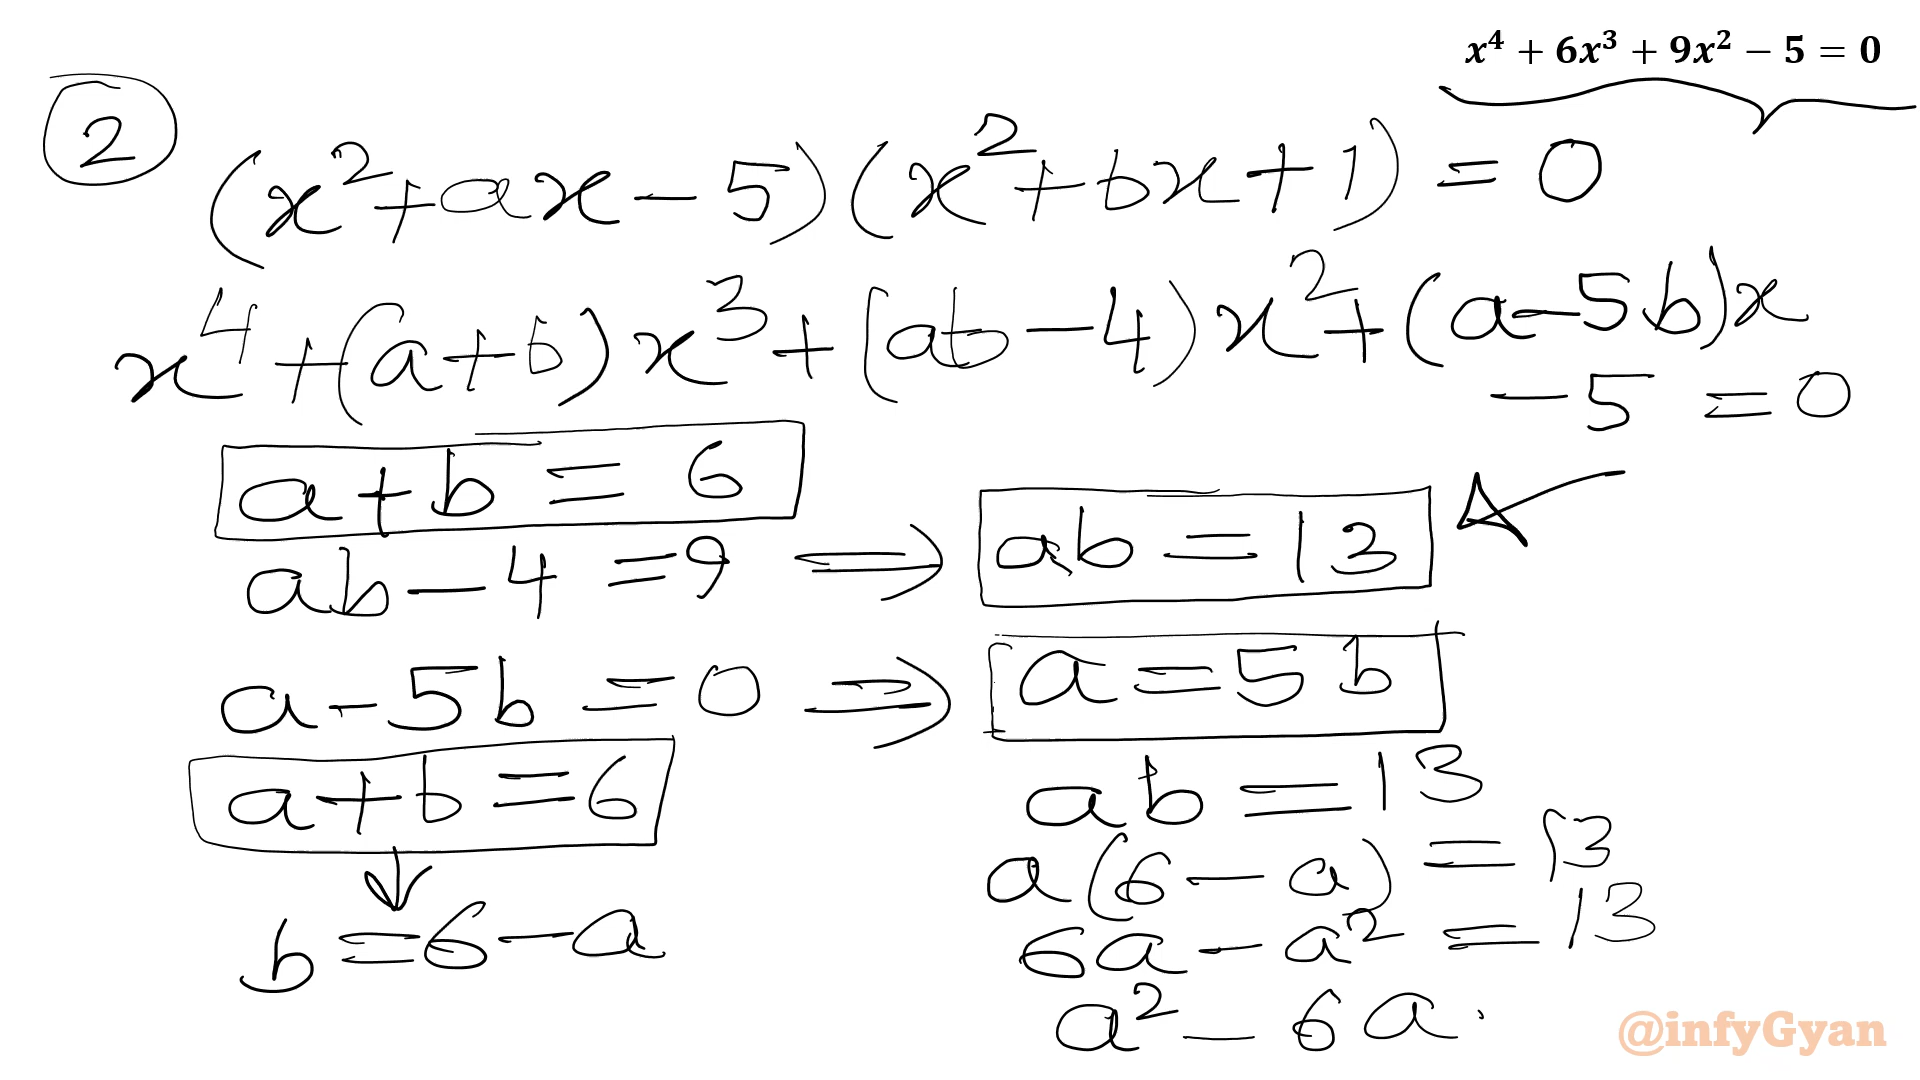 x⁴ + 6x³ + 9x² − 5 = 0
2
(x²+ax−5)(x²+bx+1) = 0
x⁴+(a+b)x³+(ab−4)x²+(a−5b)x
−5 = 0
a+b = 6
ab−4 = 9 ⟹ ab = 13
a−5b = 0 ⟹ a = 5b
a+b = 6
ab = 13
a(6−a) = 13
b = 6−a
6a−a² = 13
a²−6a
@infyGyan